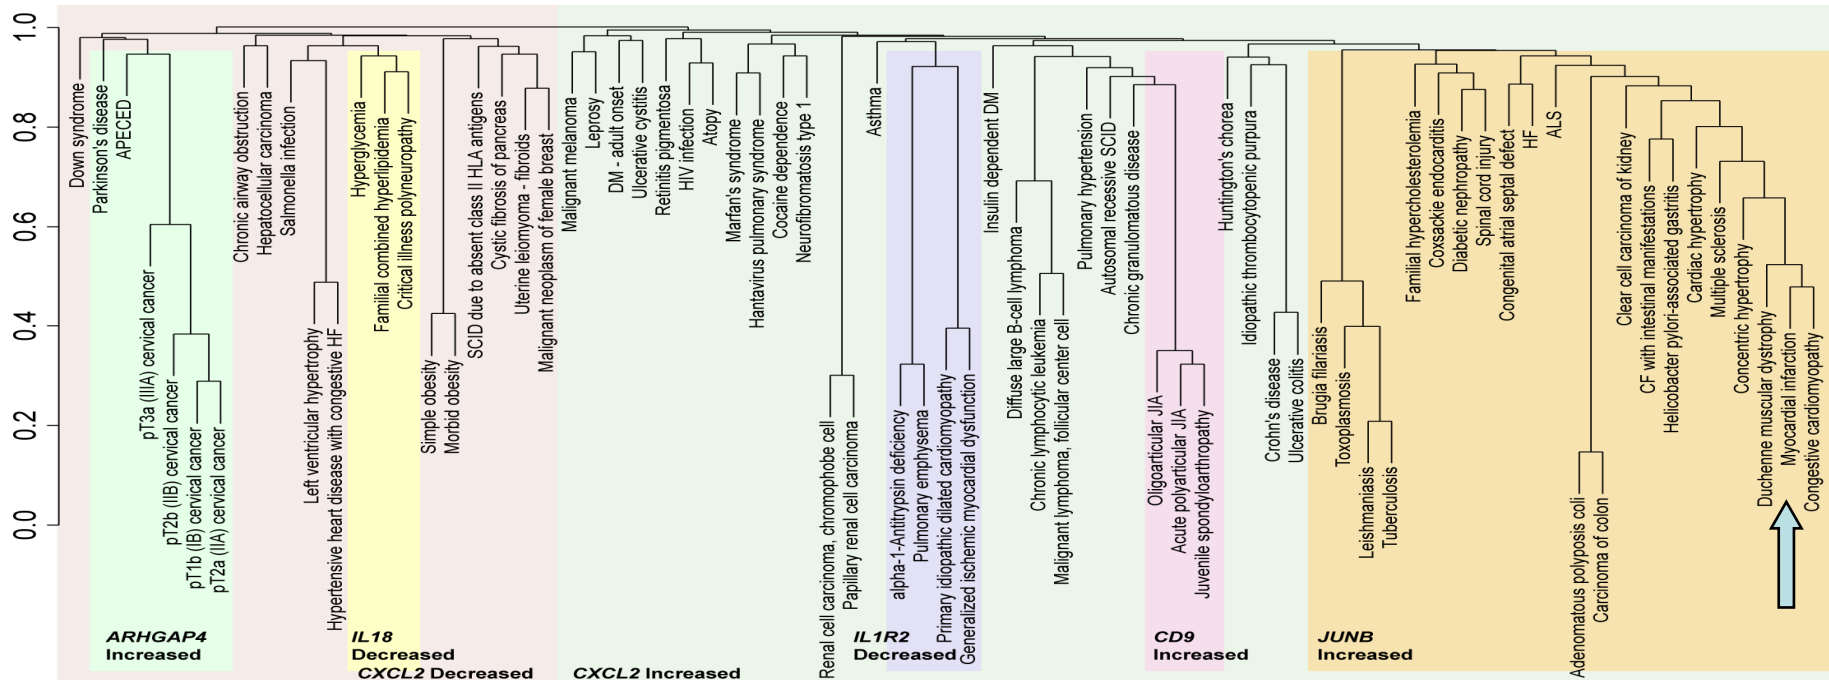 1.0
0.8
0.6
0.4
0.2
0.0
Down syndrome
Parkinson's disease
APECED
pT3a (IIA) cervical cancer
pT2b (IIB) cervical cancer
pT1b (IB) cervical cancer
pT2a (IIA) cervical cancer
Chronic airway obstruction
Hepatocellular carcinoma
Salmonella infection
Left ventricular hypertrophy
Hypertensive heart disease with congestive HF
Hyperglycemia
Familial combined hyperlipidemia
Critical illness polyneuropathy
Simple obesity
Morbid obesity
SCID due to absent class II HLA antigens
Cystic fibrosis of pancreas
Uterine leiomyoma - fibroids
Malignant neoplasm of female breast
Malignant melanoma
Leprosy
DM - adult onset
Ulcerative cystitis
Retinitis pigmentosa
HIV infection
Atopy
Marfan's syndrome
Hantavirus pulmonary syndrome
Cocaine dependence
Neurofibromatosis type 1
Renal cell carcinoma, chromophobe cell
Papillary renal cell carcinoma
Asthma
alpha-1-Antitrypsin deficiency
Pulmonary emphysema
Primary idiopathic dilated cardiomyopathy
Generalized ischemic myocardial dysfunction
Insulin dependent DM
Diffuse large B-cell lymphoma
Chronic lymphocytic leukemia
Malignant lymphoma, follicular center cell
Pulmonary hypertension
Autosomal recessive SCID
Chronic granulomatous disease
Oligoarticular JIA
Acute polyarticular JIA
Juvenile spondyloarthropathy
Huntington's chorea
Idiopathic thrombocytopenic purpura
Crohn's disease
Ulcerative colitis
Brugia filariasis
Toxoplasmosis
Leishmaniasis
Tuberculosis
Familial hypercholesterolemia
Coxsackie endocarditis
Diabetic nephropathy
Spinal cord injury
Congenital atrial septal defect
HF
ALS
Adenomatous polyposis coli
Carcinoma of colon
Clear cell carcinoma of kidney
CF with intestinal manifestations
Helicobacter pylori-associated gastritis
Cardiac hypertrophy
Multiple sclerosis
Concentric hypertrophy
Duchenne muscular dystrophy
Myocardial infarction
Congestive cardiomyopathy
ARHGAP4
Increased
IL18
Decreased
CXCL2 Decreased
CXCL2 Increased
IL1R2
Decreased
CD9
Increased
JUNB
Increased